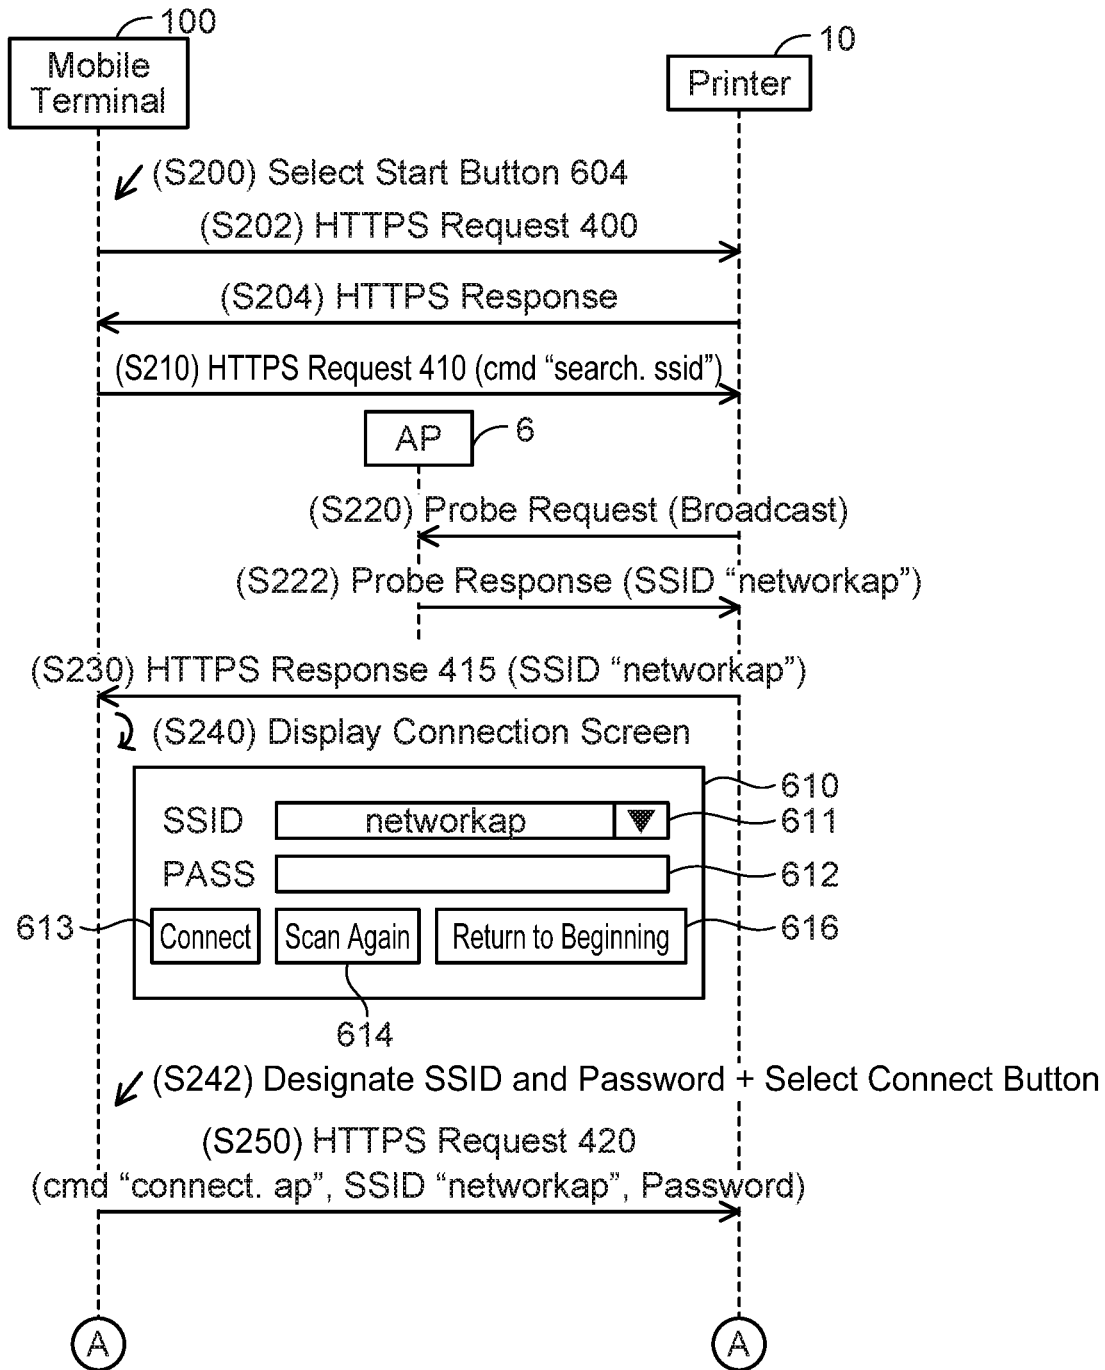 100
10
Mobile
Terminal
Printer
(S200) Select Start Button 604
(S202) HTTPS Request 400
(S204) HTTPS Response
(S210) HTTPS Request 410 (cmd “search. ssid”)
AP
6
(S220) Probe Request (Broadcast)
(S222) Probe Response (SSID “networkap”)
(S230) HTTPS Response 415 (SSID “networkap”)
(S240) Display Connection Screen
610
SSID networkap ▼ 611
PASS 612
613 Connect Scan Again Return to Beginning 616
614
(S242) Designate SSID and Password + Select Connect Button
(S250) HTTPS Request 420
(cmd “connect. ap”, SSID “networkap”, Password)
A A